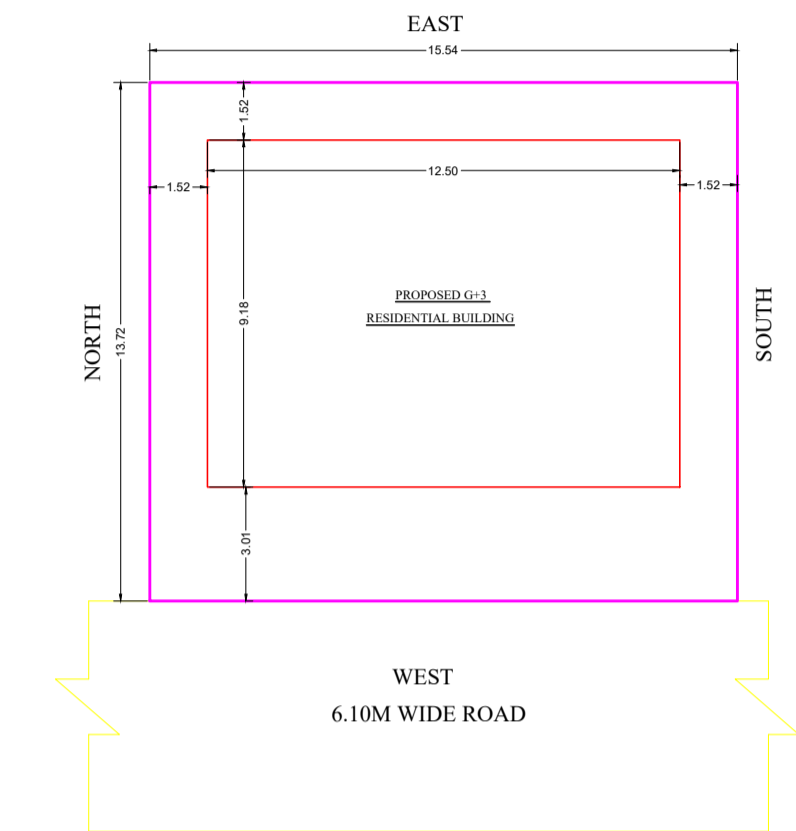 EAST
15.54
1.52
12.50
1.52
1.52
PROPOSED G+3
RESIDENTIAL BUILDING
9.18
NORTH
13.72
SOUTH
3.01
WEST
6.10M WIDE ROAD